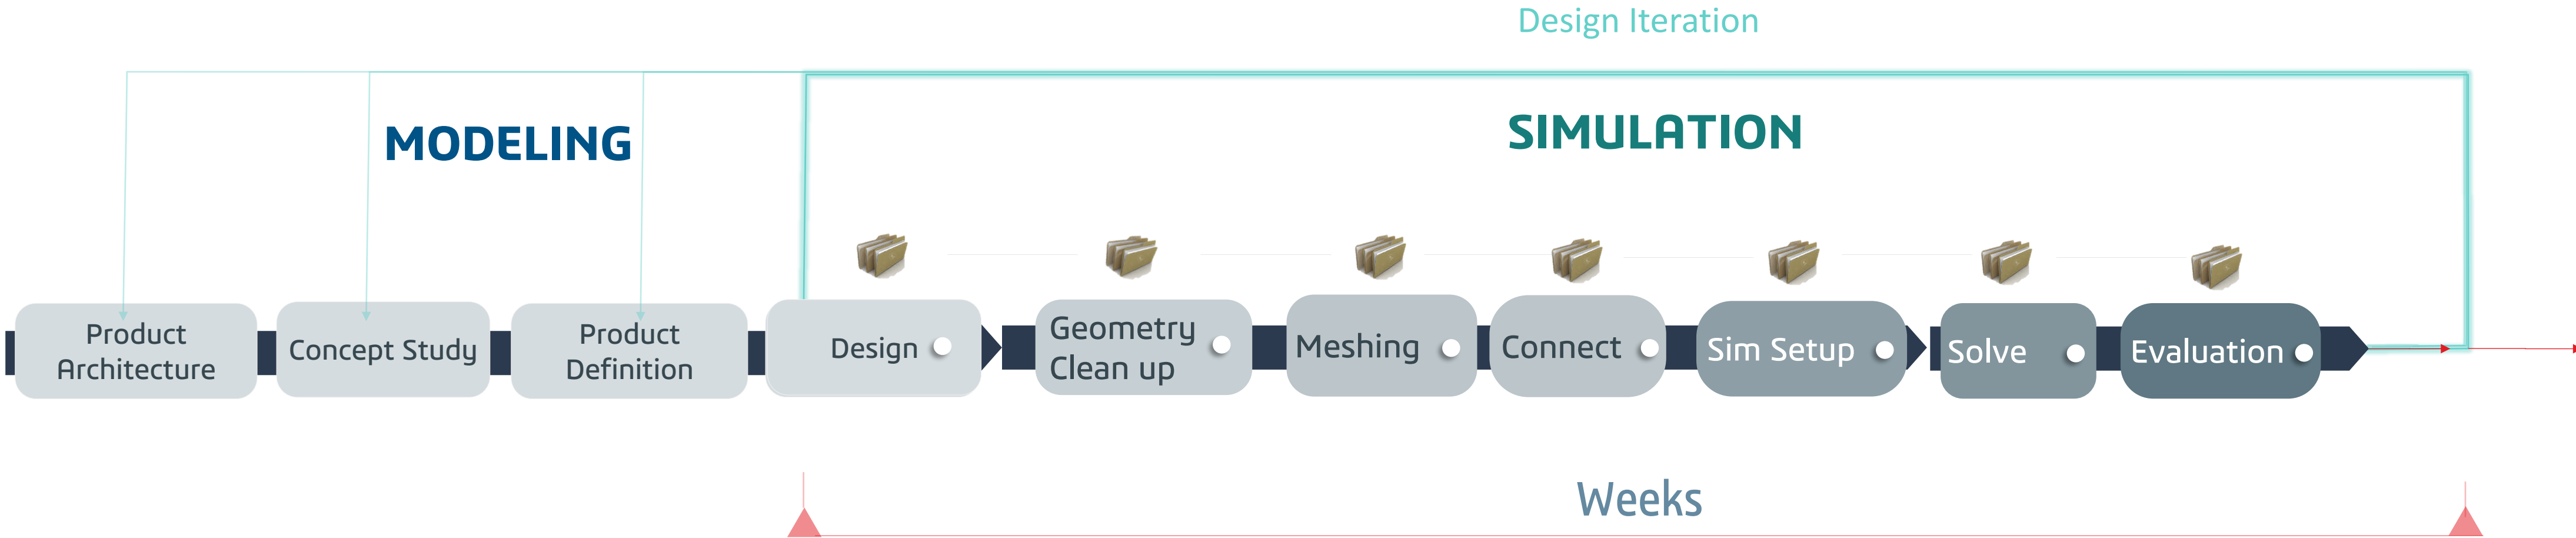 Design Iteration
MODELING
SIMULATION
Product
Architecture
Concept Study
Product
Definition
Design
Geometry
Clean up
Meshing
Connect
Sim Setup
Solve
Evaluation
Weeks